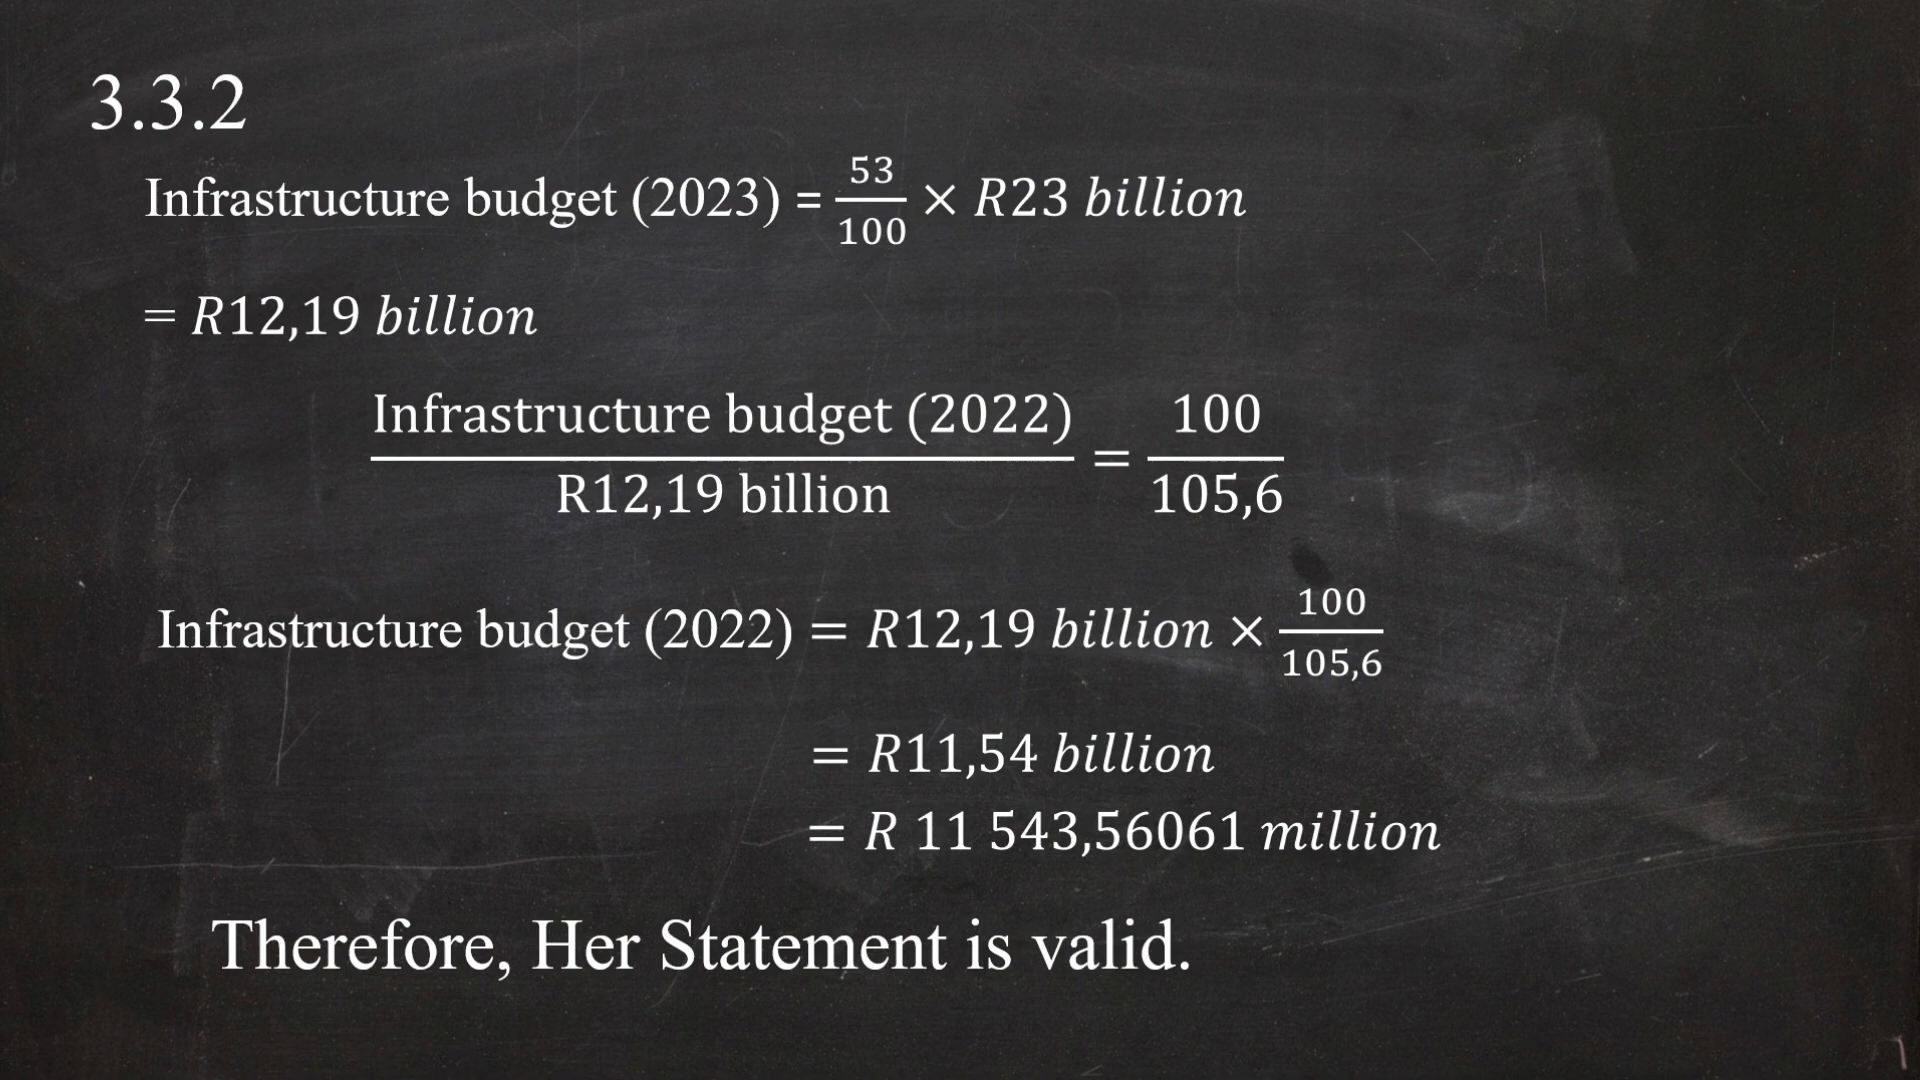 3.3.2
Infrastructure budget (2023) = 53/100 × R23 billion
= R12,19 billion
Infrastructure budget (2022)/R12,19 billion = 100/105,6
Infrastructure budget (2022) = R12,19 billion × 100/105,6
= R11,54 billion
= R 11 543,56061 million
Therefore, Her Statement is valid.